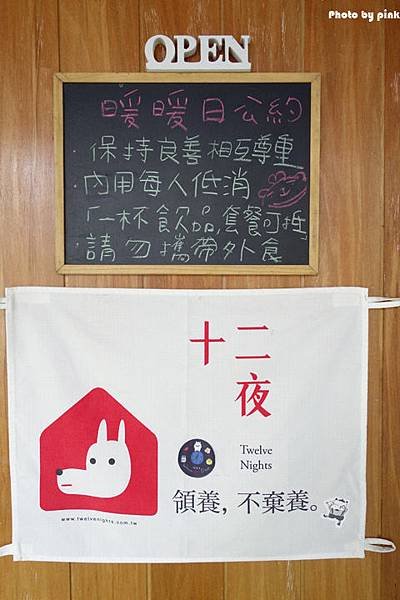 Photo by pink
OPEN
暖暖日公約
・保持良善相互尊重
・內用每人低消
(一杯飲品,套餐可抵
・請勿攜帶外食
十二夜
Twelve
Nights
領養,不棄養。
www.twelvenights.com.tw